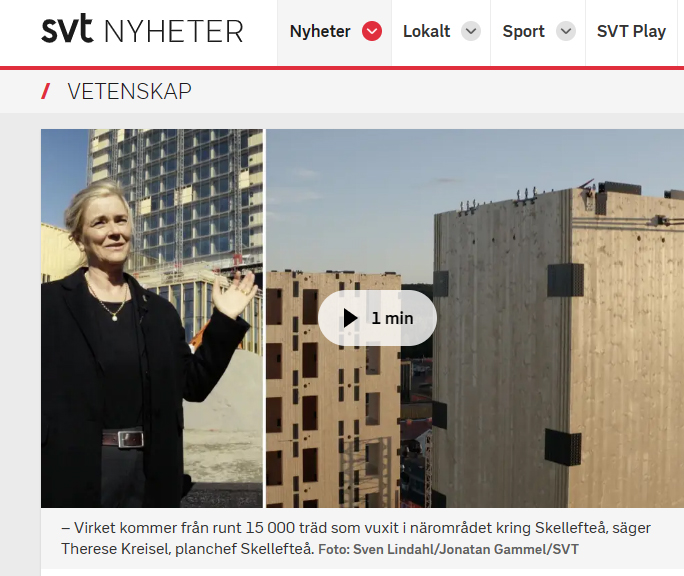 svt NYHETER
Nyheter Lokalt Sport SVT Play
/ VETENSKAP
1 min
– Virket kommer från runt 15 000 träd som vuxit i närområdet kring Skellefteå, säger
Therese Kreisel, planchef Skellefteå. Foto: Sven Lindahl/Jonatan Gammel/SVT